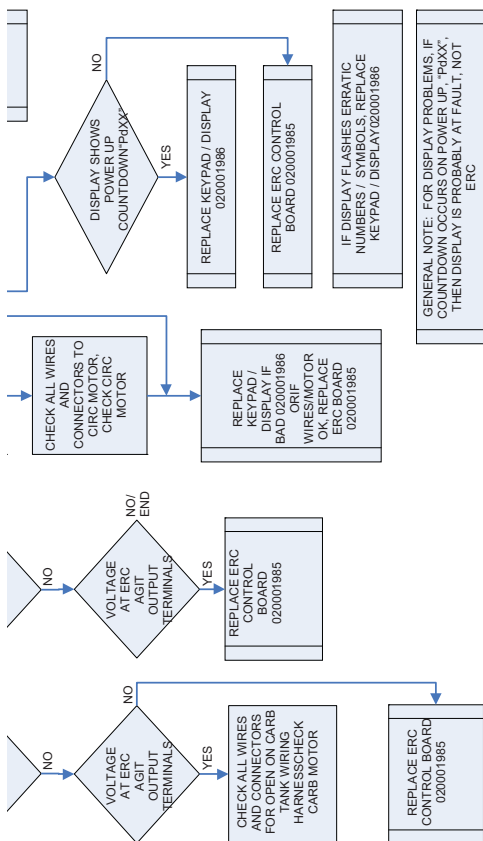 NO
DISPLAY SHOWS
POWER UP
COUNTDOWN"PdXX"
YES
REPLACE KEYPAD / DISPLAY
020001986
REPLACE ERC CONTROL
BOARD 020001985
IF DISPLAY FLASHES ERRATIC
NUMBERS / SYMBOLS, REPLACE
KEYPAD / DISPLAY020001986
GENERAL NOTE: FOR DISPLAY PROBLEMS, IF
COUNTDOWN OCCURS ON POWER UP, "PdXX",
THEN DISPLAY IS PROBABLY AT FAULT, NOT
ERC
CHECK ALL WIRES
AND
CONNECTORS TO
CIRC MOTOR,
CHECK CIRC
MOTOR
REPLACE
KEYPAD /
DISPLAY IF
BAD 020001986
ORIF
WIRES/MOTOR
OK, REPLACE
ERC BOARD
020001985
NO
VOLTAGE
AT ERC
AGIT
OUTPUT
TERMINALS
NO/
END
YES
REPLACE ERC
CONTROL
BOARD
020001985
NO
VOLTAGE
AT ERC
AGIT
OUTPUT
TERMINALS
NO
YES
CHECK ALL WIRES
AND CONNECTORS
FOR OPEN ON CARB
TANK WIRING
HARNESSCHECK
CARB MOTOR
REPLACE ERC
CONTROL BOARD
020001985